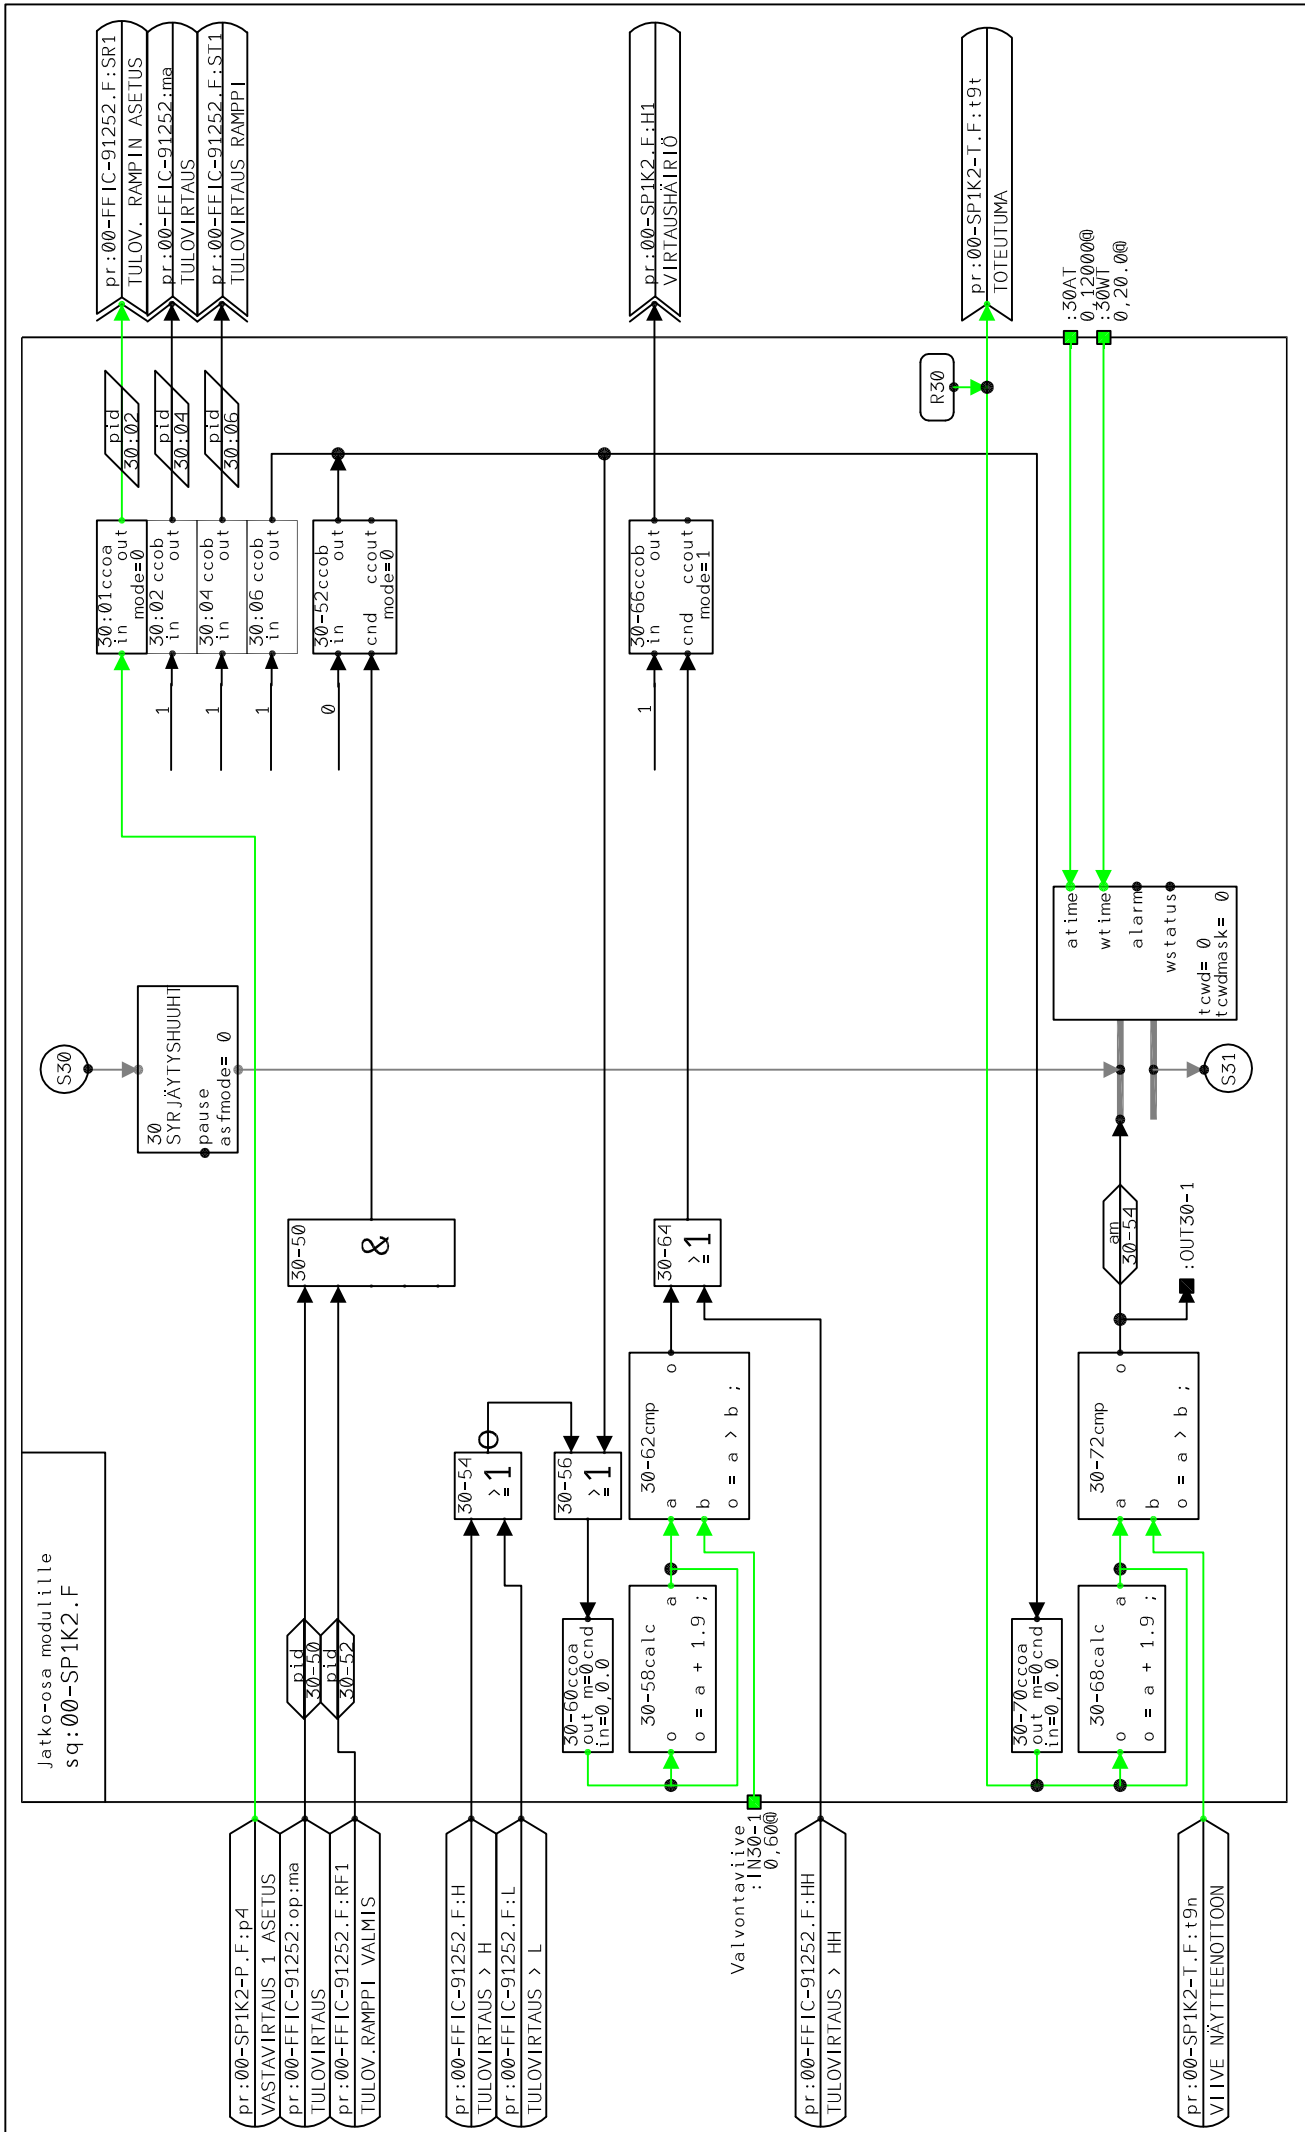 Jatko-osa modulille
sq:00-SP1K2.F
pr:00-SP1K2-P.F:p4
VASTAVIRTAUS 1 ASETUS
pr:00-FFIC-91252:op:ma
TULOVIRTAUS
pr:00-FFIC-91252.F:RF1
TULOV.RAMPPI VALMIS
pr:00-FFIC-91252.F:H
TULOVIRTAUS > H
pr:00-FFIC-91252.F:L
TULOVIRTAUS > L
Valvontaviive
:IN30-1
0,60@
pr:00-FFIC-91252.F:HH
TULOVIRTAUS > HH
pr:00-SP1K2-T.F:t9n
VIIVE NÄYTTEENOTTOON
pid
30-50
pid
30-52
30-60ccoa
out m=0 cnd
in=0,0.0
30-58calc
o a
o = a + 1.9 ;
30-70ccoa
out m=0 cnd
in=0,0.0
30-68calc
o a
o = a + 1.9 ;
30-54
≥1
30-56
≥1
30-62cmp
a o
b
o = a > b ;
30-72cmp
a o
b
o = a > b ;
30-50
&
30-64
≥1
am
30-54
:OUT30-1
S30
30
SYRJÄYTYSHUUHT
pause
asfmode= 0
S31
atime
wtime
alarm
wstatus
tcwd= 0
tcwdmask= 0
1
1
1
0
1
30:01ccoa
in out
mode=0
30:02 ccob
in out
30:04 ccob
in out
30:06 ccob
in out
30-52ccob
in out
cnd ccout
mode=0
30-66ccob
in out
cnd ccout
mode=1
pid
30:02
pid
30:04
pid
30:06
R30
pr:00-FFIC-91252.F:SR1
TULOV. RAMPIN ASETUS
pr:00-FFIC-91252:ma
TULOVIRTAUS
pr:00-FFIC-91252.F:ST1
TULOVIRTAUS RAMPPI
pr:00-SP1K2.F:H1
VIRTAUSHÄIRIÖ
pr:00-SP1K2-T.F:t9t
TOTEUTUMA
:30AT
0,12000@
:30WT
0,20.0@